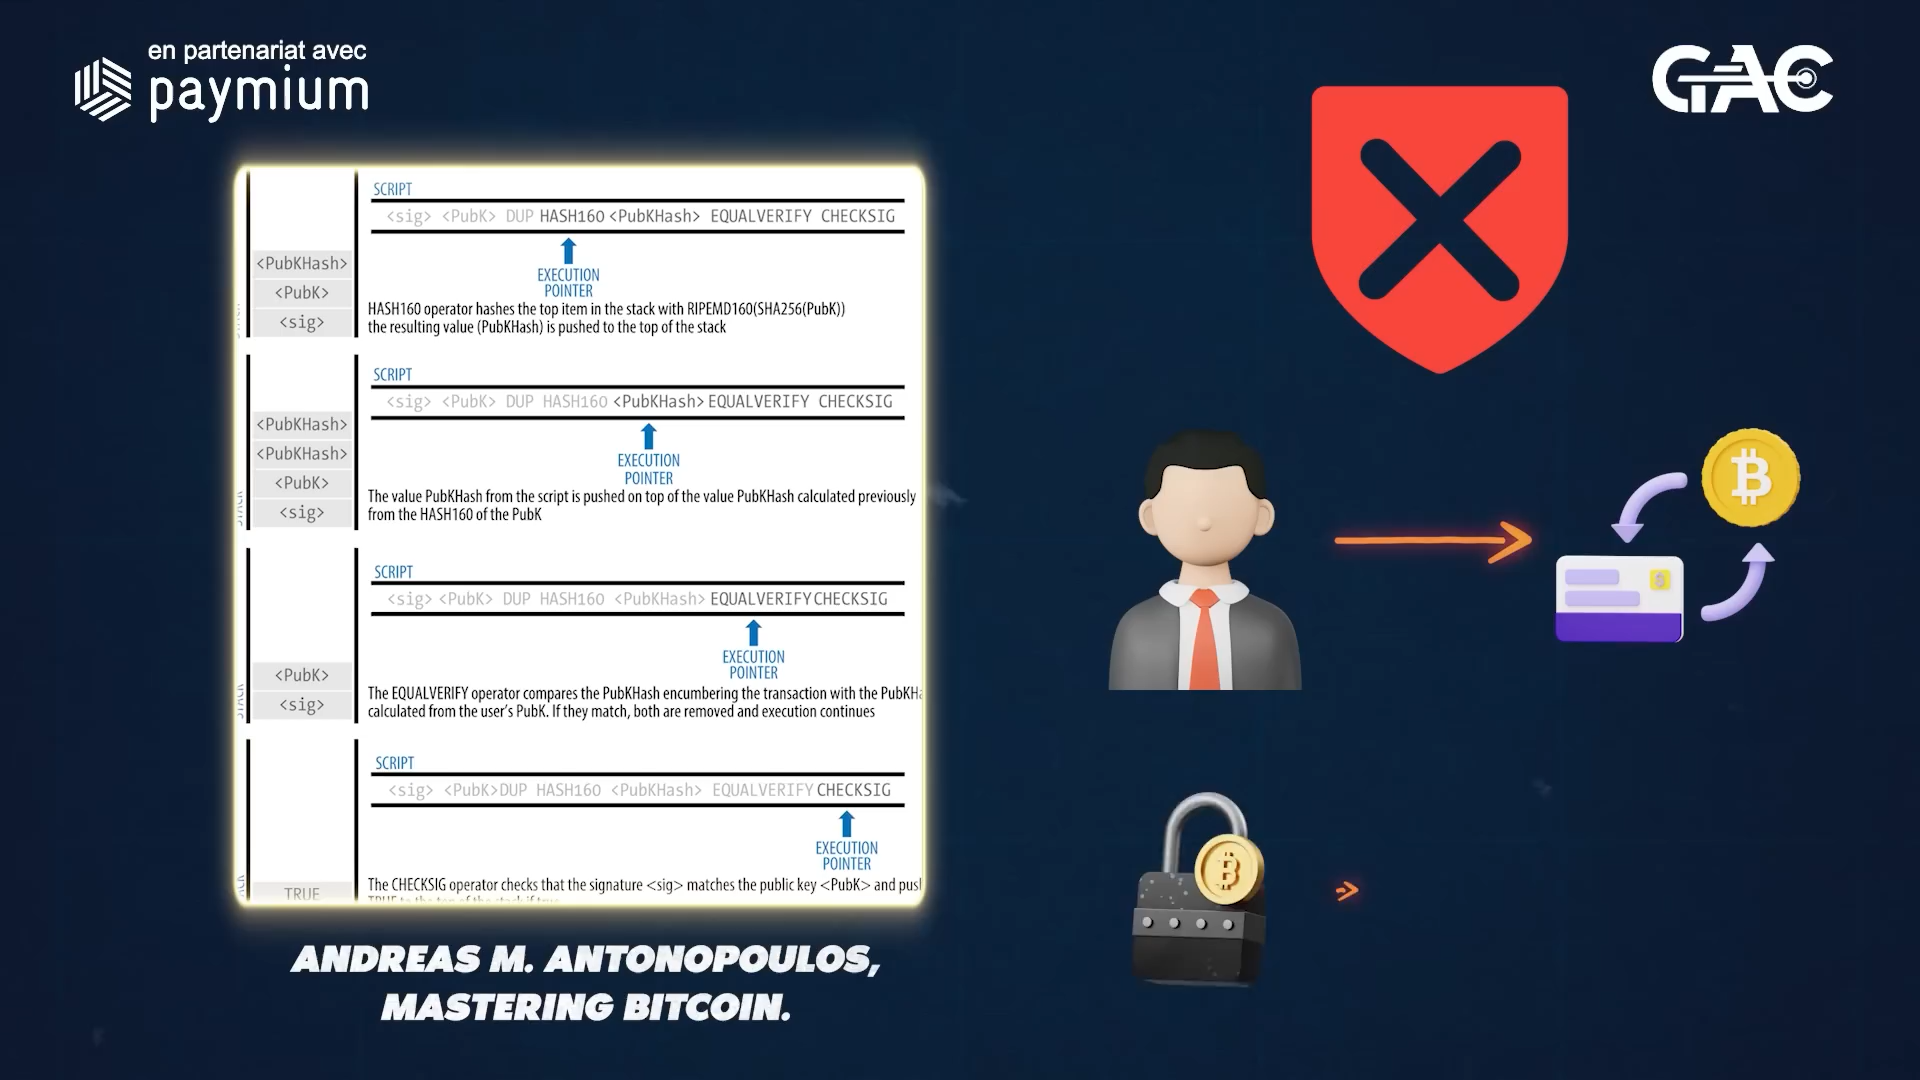 en partenariat avec
paymium
GAC
SCRIPT
<sig> <PubK> DUP HASH160 <PubKHash> EQUALVERIFY CHECKSIG
EXECUTION
POINTER
<PubKHash>
<PubK>
<sig>
HASH160 operator hashes the top item in the stack with RIPEMD160(SHA256(PubK))
the resulting value (PubKHash) is pushed to the top of the stack
SCRIPT
<sig> <PubK> DUP HASH160 <PubKHash> EQUALVERIFY CHECKSIG
EXECUTION
POINTER
<PubKHash>
<PubKHash>
<PubK>
<sig>
The value PubKHash from the script is pushed on top of the value PubKHash calculated previously
from the HASH160 of the PubK
SCRIPT
<sig> <PubK> DUP HASH160 <PubKHash> EQUALVERIFY CHECKSIG
EXECUTION
POINTER
<PubK>
<sig>
The EQUALVERIFY operator compares the PubKHash encumbering the transaction with the PubKHa
calculated from the user's PubK. If they match, both are removed and execution continues
SCRIPT
<sig> <PubK> DUP HASH160 <PubKHash> EQUALVERIFY CHECKSIG
EXECUTION
POINTER
TRUE
The CHECKSIG operator checks that the signature <sig> matches the public key <PubK> and pus
ANDREAS M. ANTONOPOULOS,
MASTERING BITCOIN.